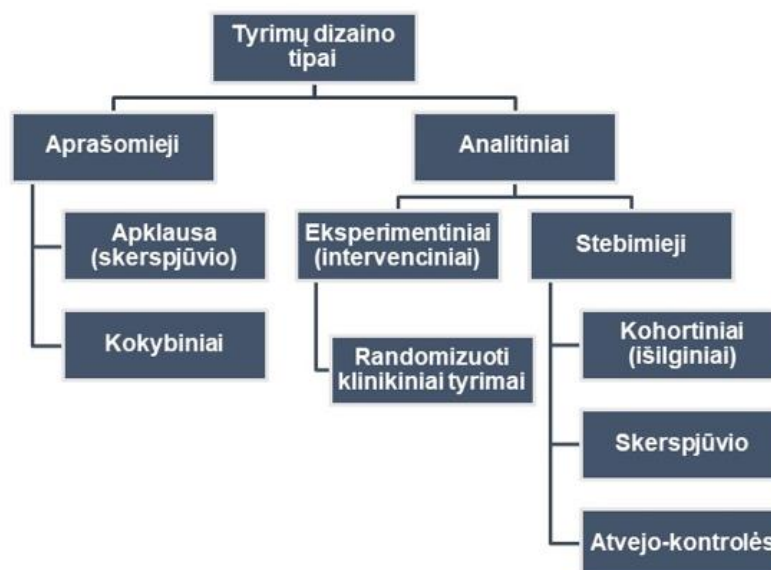 Tyrimų dizaino
tipai
Aprašomieji
Analitiniai
Apklausa
(skerspjūvio)
Eksperimentiniai
(intervenciniai)
Stebimieji
Kokybiniai
Randomizuoti
klinikiniai tyrimai
Kohortiniai
(išilginiai)
Skerspjūvio
Atvejo-kontrolės